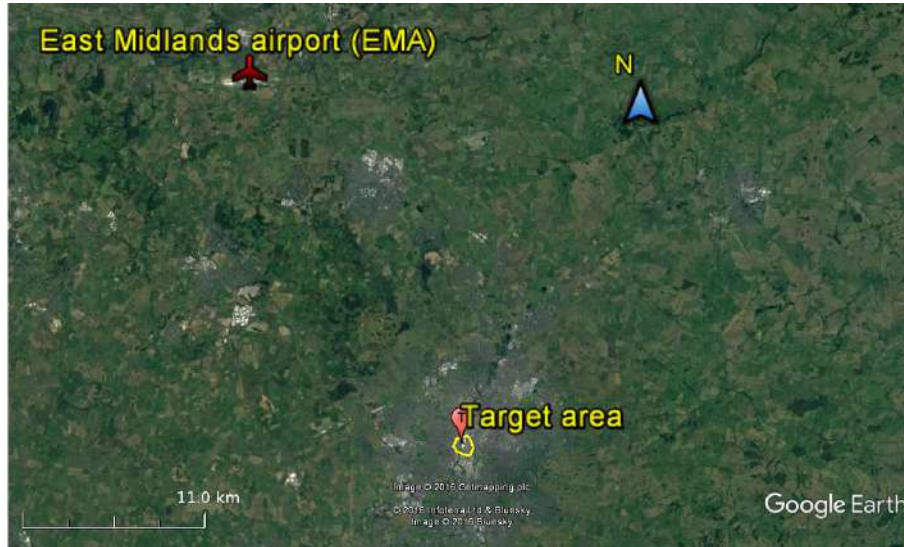 East Midlands airport (EMA)
N
Target area
Image © 2016 Getmapping plc
11.0 km
© 2016 Infoterra Ltd & Bluesky
Image © 2016 Bluesky
Google Earth